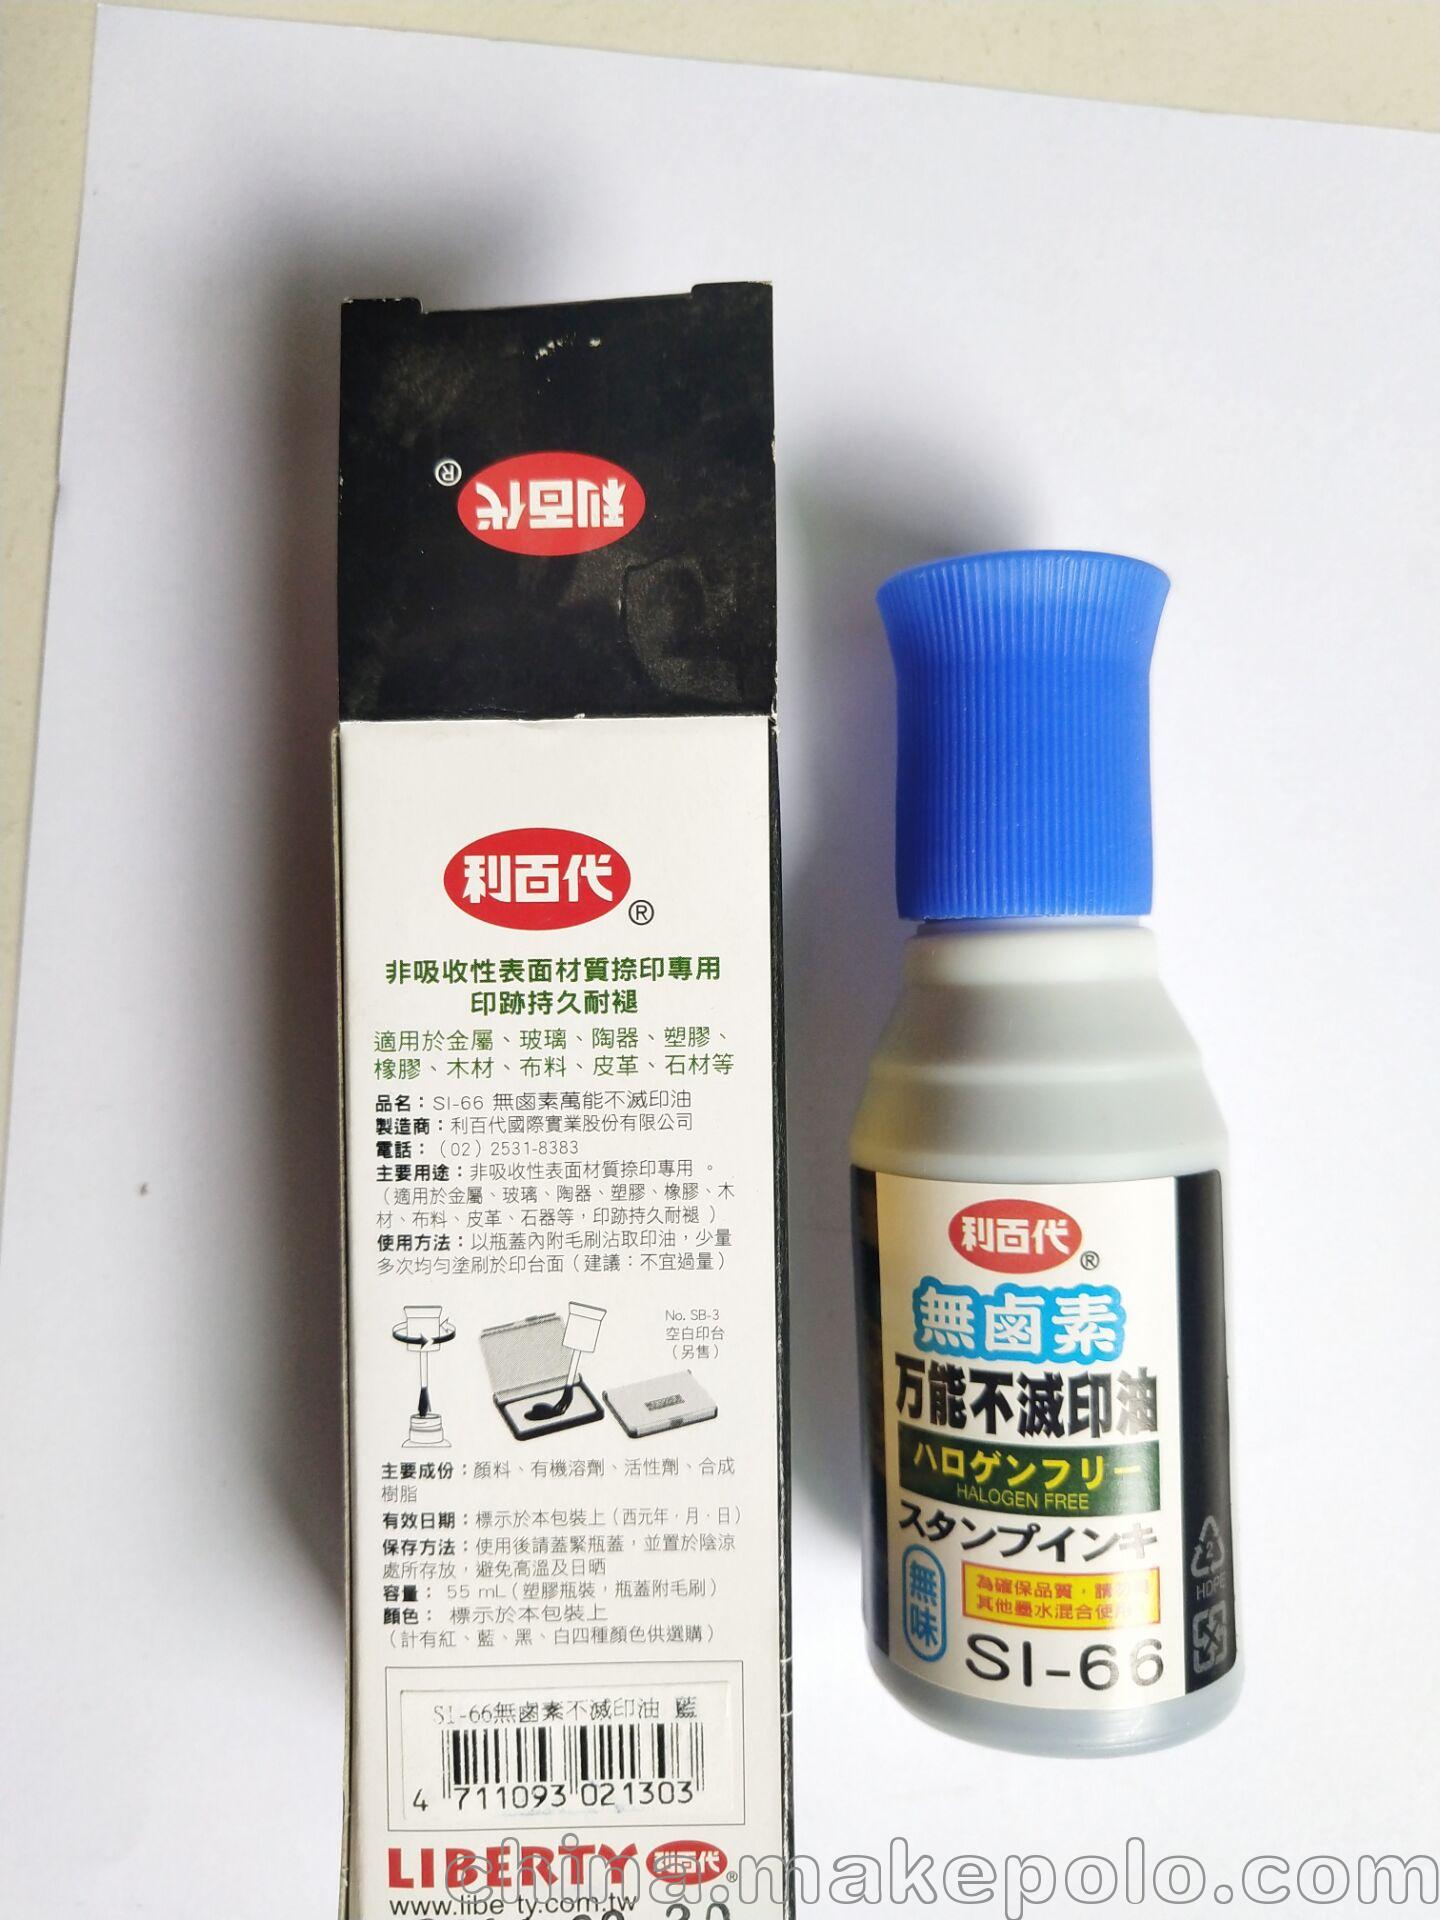 利百代
®
利百代
®
非吸收性表面材質捺印專用
印跡持久耐褪
適用於金屬、玻璃、陶器、塑膠、
橡膠、木材、布料、皮革、石材等
品名：SI-66 無鹵素萬能不滅印油
製造商：利百代國際實業股份有限公司
電話：（02）2531-8383
主要用途：非吸收性表面材質捺印專用 。
（適用於金屬、玻璃、陶器、塑膠、橡膠、木
材、布料、皮革、石器等，印跡持久耐褪 ）
使用方法：以瓶蓋內附毛刷沾取印油，少量
多次均勻塗刷於印台面（建議：不宜過量）
No. SB-3
空白印台
（另售）
主要成份：顏料、有機溶劑、活性劑、合成
樹脂
有效日期：標示於本包裝上（西元年．月．日）
保存方法：使用後請蓋緊瓶蓋，並置於陰涼
處所存放，避免高溫及日晒
容量： 55 mL（塑膠瓶裝，瓶蓋附毛刷）
顏色： 標示於本包裝上
（計有紅、藍、黑、白四種顏色供選購）
SI-66無鹵素不滅印油 藍
4 711093 021303
LIBERTY 利百代®
www.libe ty.com.tw
利百代
®
無鹵素
万能不滅印油
ハロゲンフリー
HALOGEN FREE
スタンプインキ
無味
為確保品質，請勿
其他墨水混合使用
SI-66
2
HDPE
china.makepolo.com